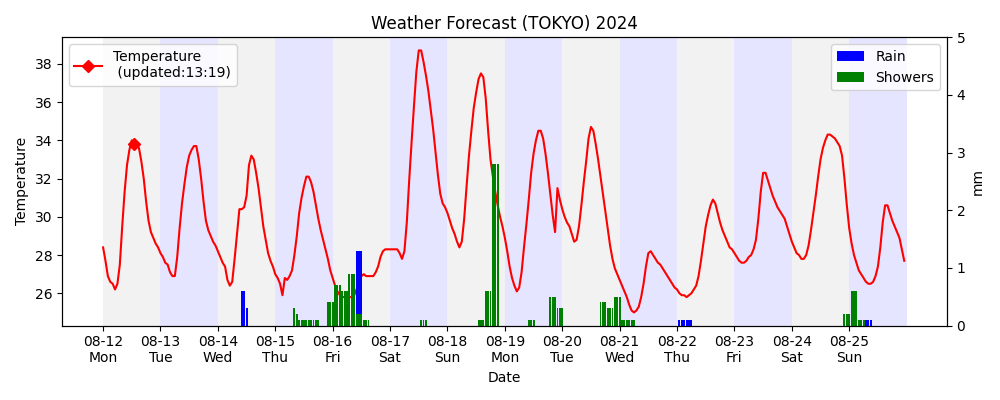 Weather Forecast (TOKYO) 2024
Temperature
(updated:13:19)
Rain
Showers
Temperature
38
36
34
32
30
28
26
5
4
3
2
1
0
mm
08-12 08-13 08-14 08-15 08-16 08-17 08-18 08-19 08-20 08-21 08-22 08-23 08-24 08-25
Mon Tue Wed Thu Fri Sat Sun Mon Tue Wed Thu Fri Sat Sun
Date